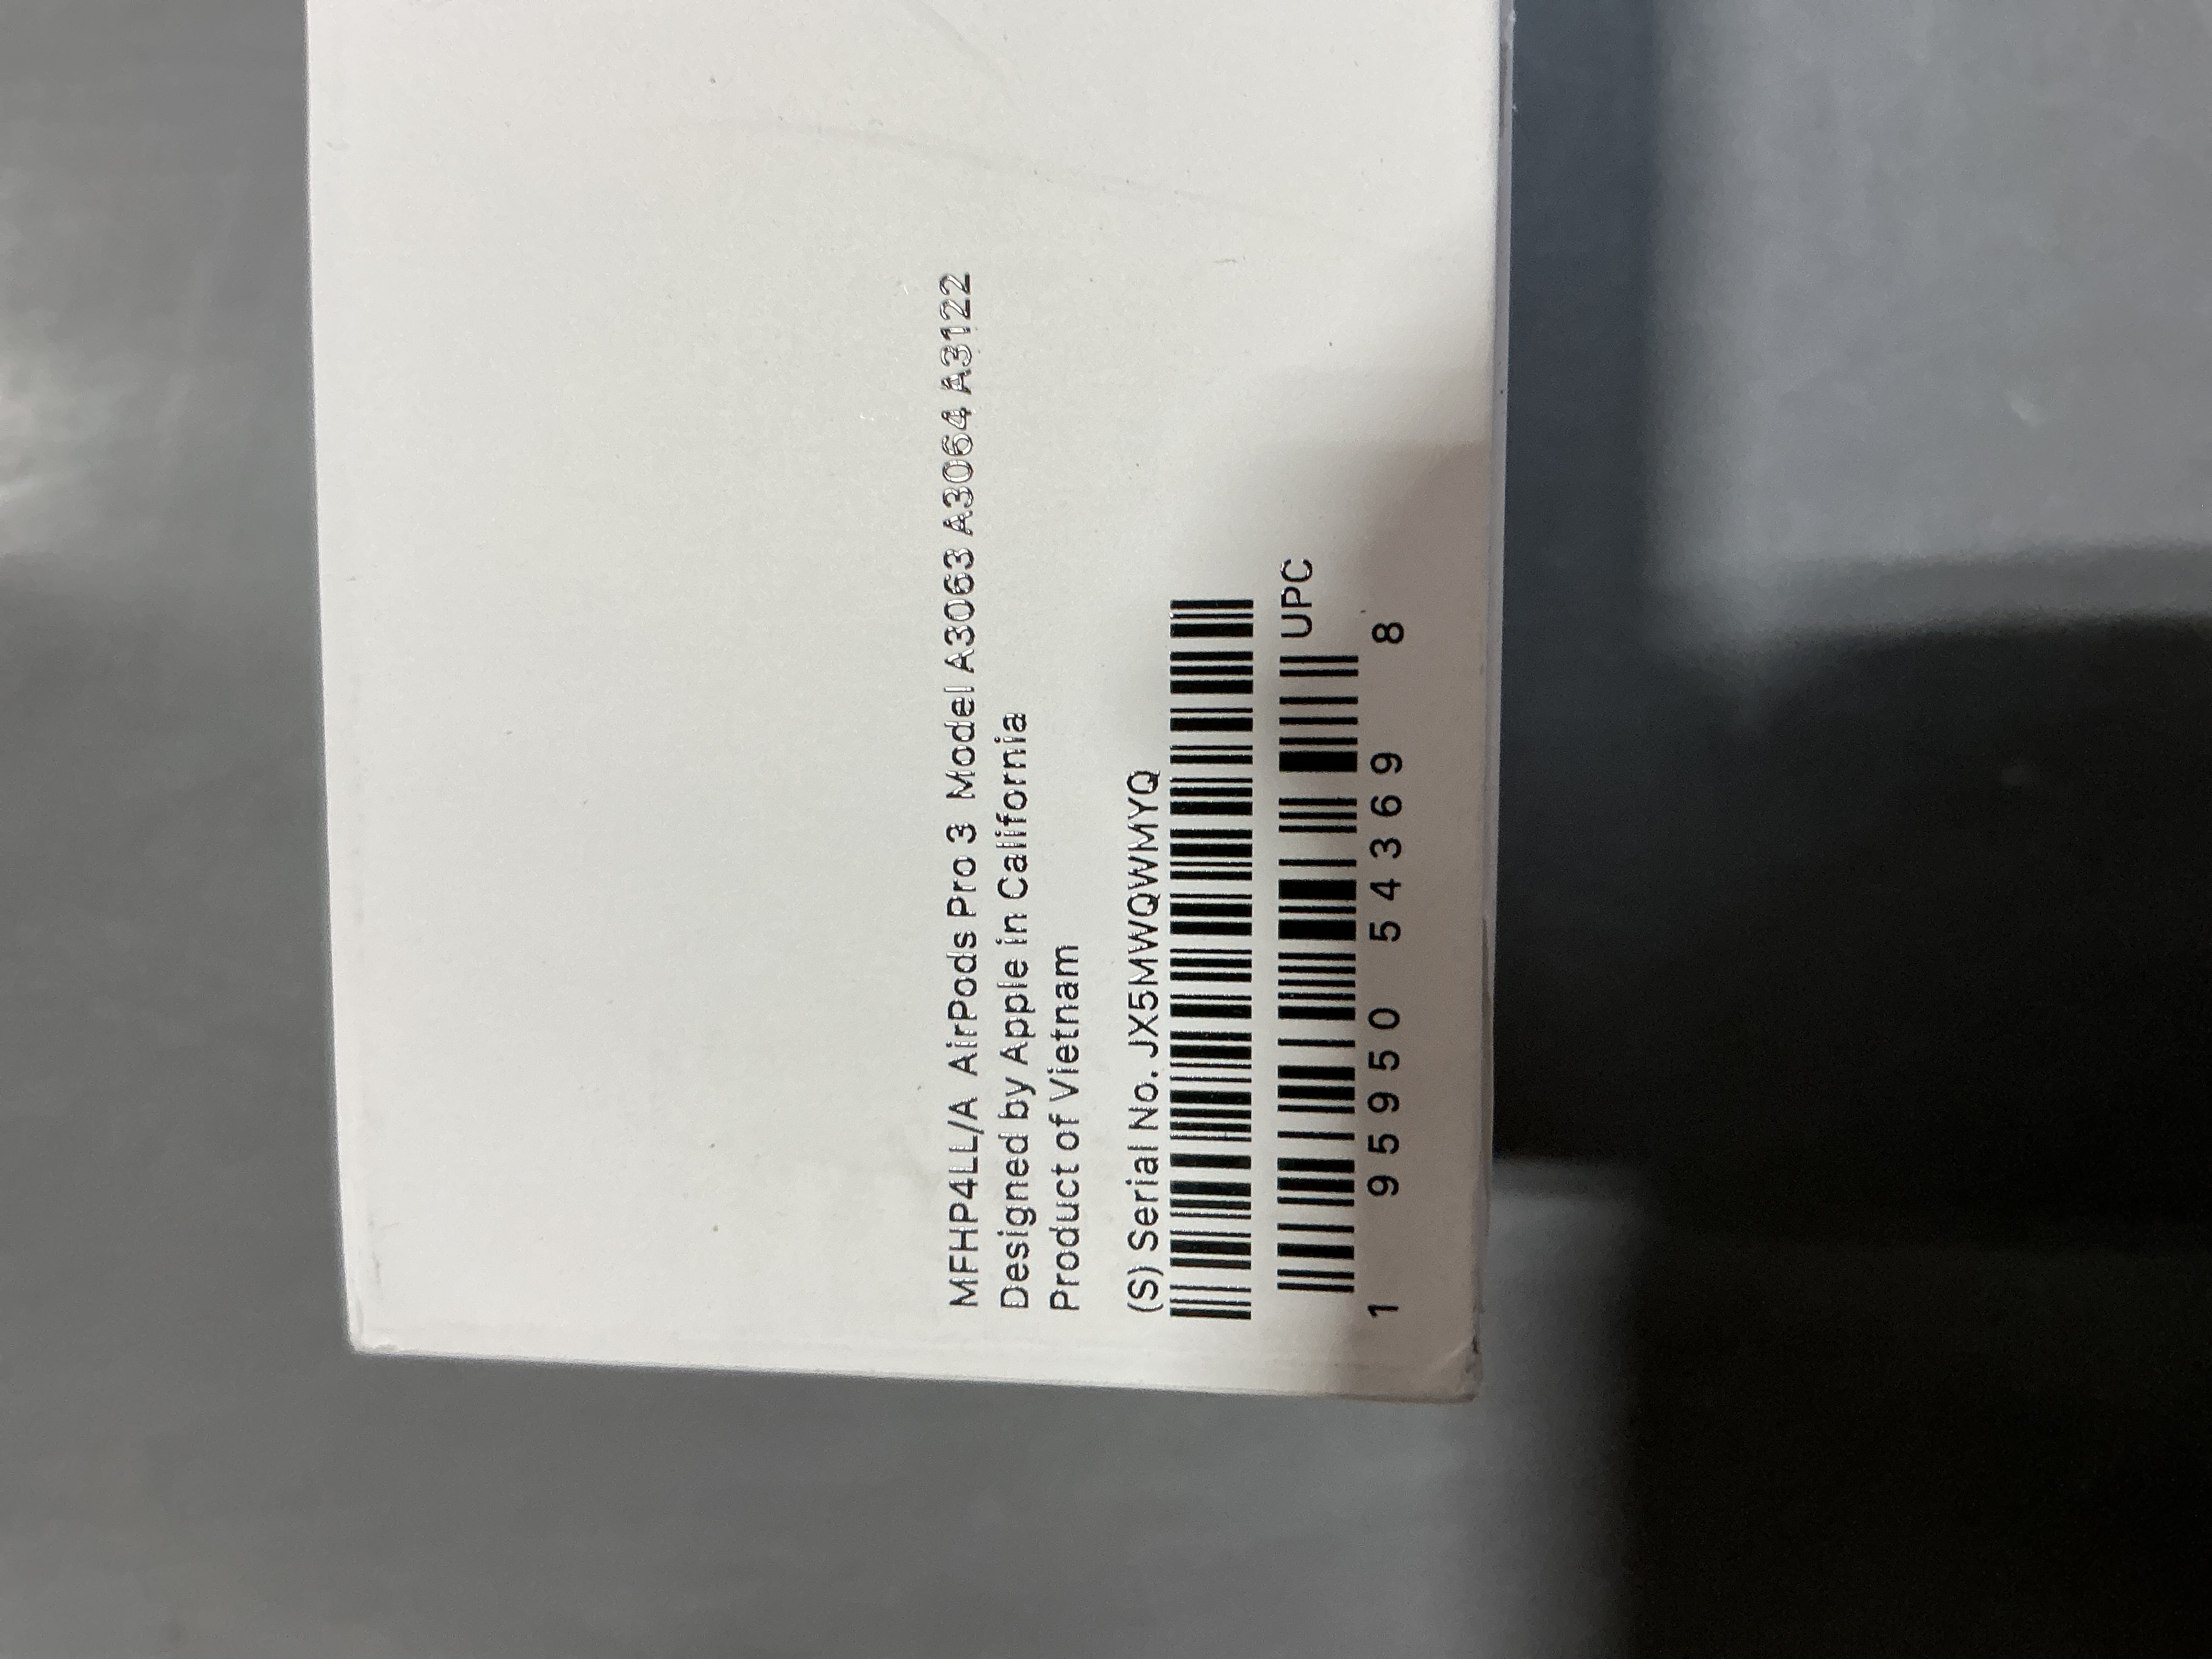 MFHP4LL/A AirPods Pro 3 Model A3063 A3064 A3122
Designed by Apple in California
Product of Vietnam
(S) Serial No. JX5MWQWMYQ
UPC
1 95950 54369 8